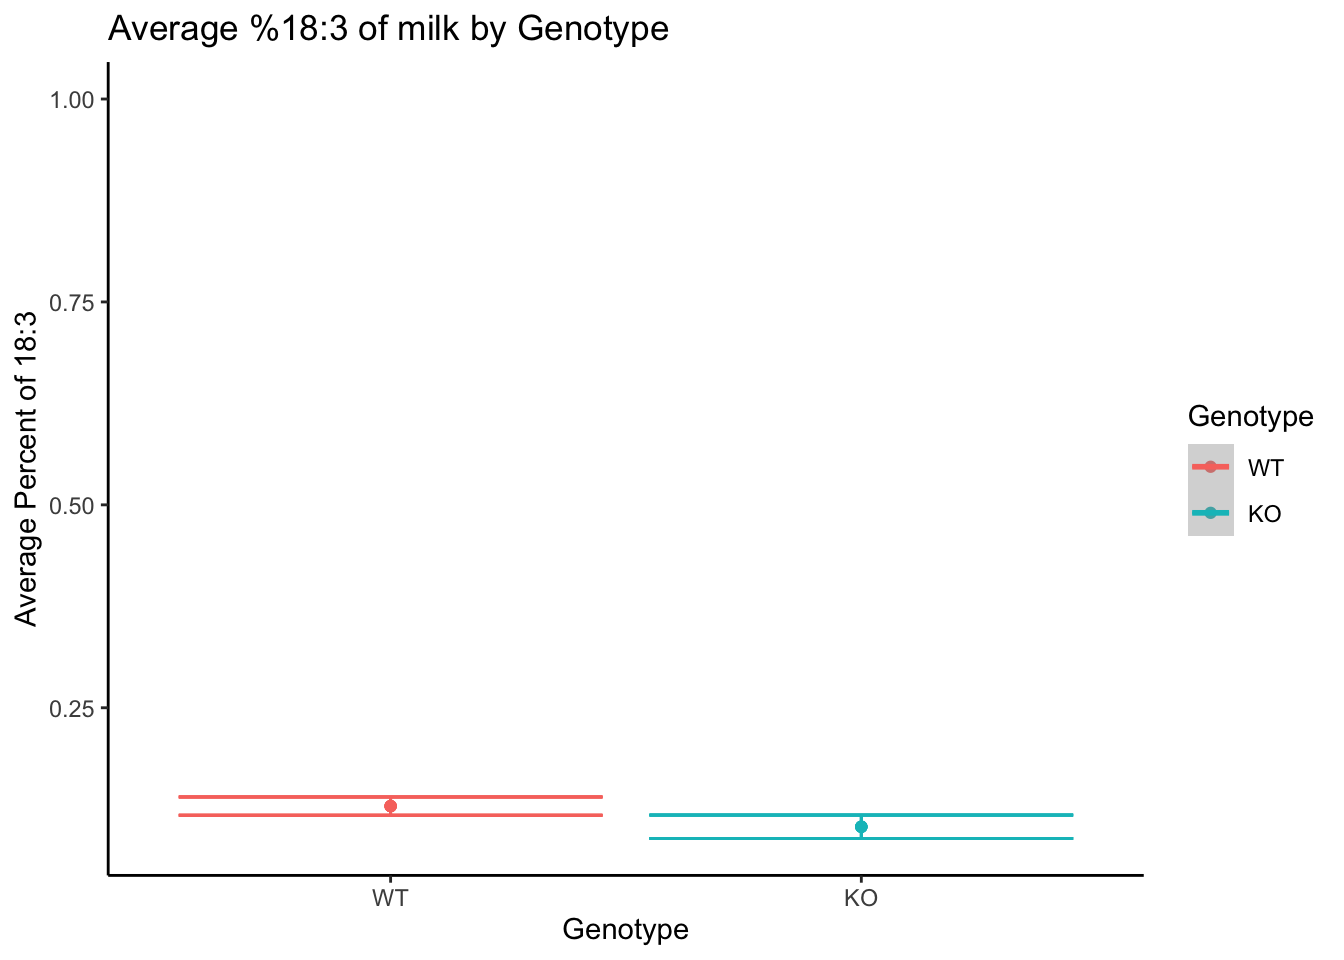 Average %18:3 of milk by Genotype
1.00
0.75
0.50
0.25
Average Percent of 18:3
WT
KO
Genotype
Genotype
WT
KO